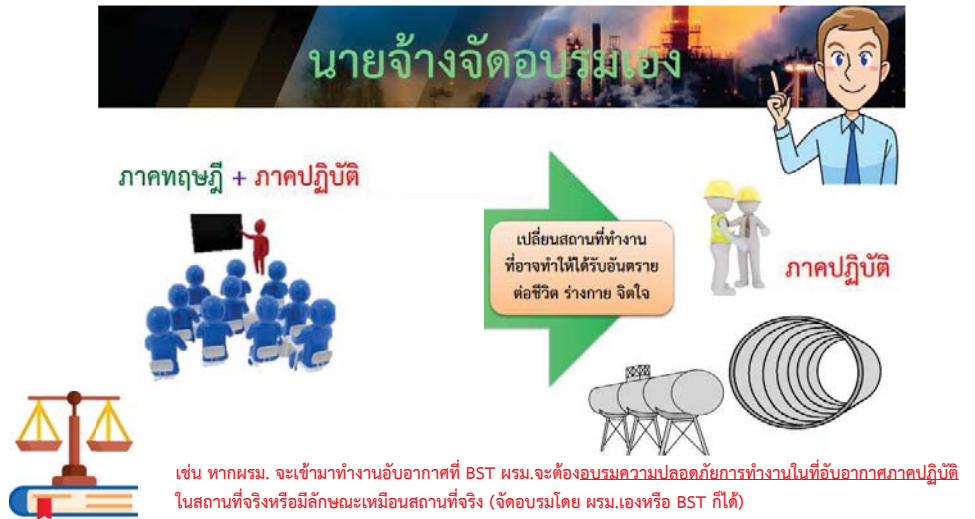 นายจ้างจัดอบรมเอง
ภาคทฤษฎี + ภาคปฏิบัติ
เปลี่ยนสถานที่ทำงาน
ที่อาจทำให้ได้รับอันตราย
ต่อชีวิต ร่างกาย จิตใจ
ภาคปฏิบัติ
เช่น หากผรม. จะเข้ามาทำงานอับอากาศที่ BST ผรม.จะต้องอบรมความปลอดภัยการทำงานในที่อับอากาศภาคปฏิบัติ
ในสถานที่จริงหรือมีลักษณะเหมือนสถานที่จริง (จัดอบรมโดย ผรม.เองหรือ BST ก็ได้)